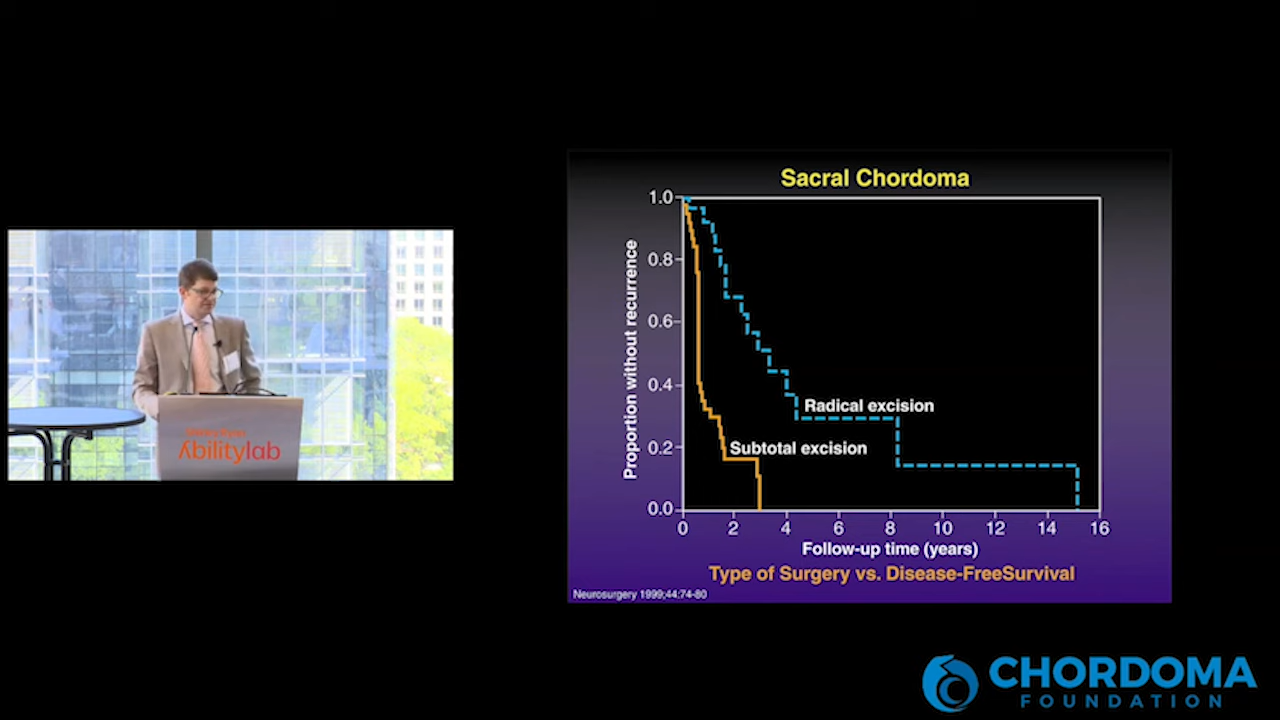 Sacral Chordoma
1.0
0.8
0.6
0.4
0.2
0.0
Proportion without recurrence
Radical excision
Subtotal excision
0 2 4 6 8 10 12 14 16
Follow-up time (years)
Type of Surgery vs. Disease-FreeSurvival
Neurosurgery 1999;44:74-80
Abilitylab
CHORDOMA
FOUNDATION